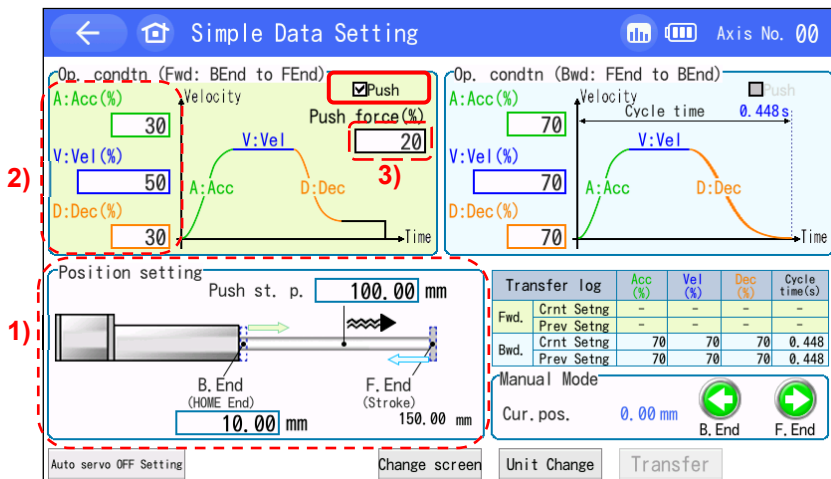 Simple Data Setting
Axis No. 00
Op. condtn (Fwd: BEnd to FEnd)
A:Acc(%)
30
V:Vel(%)
50
D:Dec(%)
30
Velocity
V:Vel
A:Acc
D:Dec
Time
Push
Push force(%)
20
2)
3)
Op. condtn (Bwd: FEnd to BEnd)
A:Acc(%)
70
V:Vel(%)
70
D:Dec(%)
70
Velocity
Push
Cycle time 0.448s
V:Vel
A:Acc
D:Dec
Time
1)
Position setting
Push st. p. 100.00 mm
B. End
(HOME End)
10.00 mm
F. End
(Stroke)
150.00 mm
Transfer log Acc (%) Vel (%) Dec (%) Cycle time(s)
Fwd. Crnt Setng - - - -
Prev Setng - - - -
Bwd. Crnt Setng 70 70 70 0.448
Prev Setng 70 70 70 0.448
Manual Mode
Cur.pos. 0.00 mm
B. End
F. End
Auto servo OFF Setting
Change screen
Unit Change
Transfer